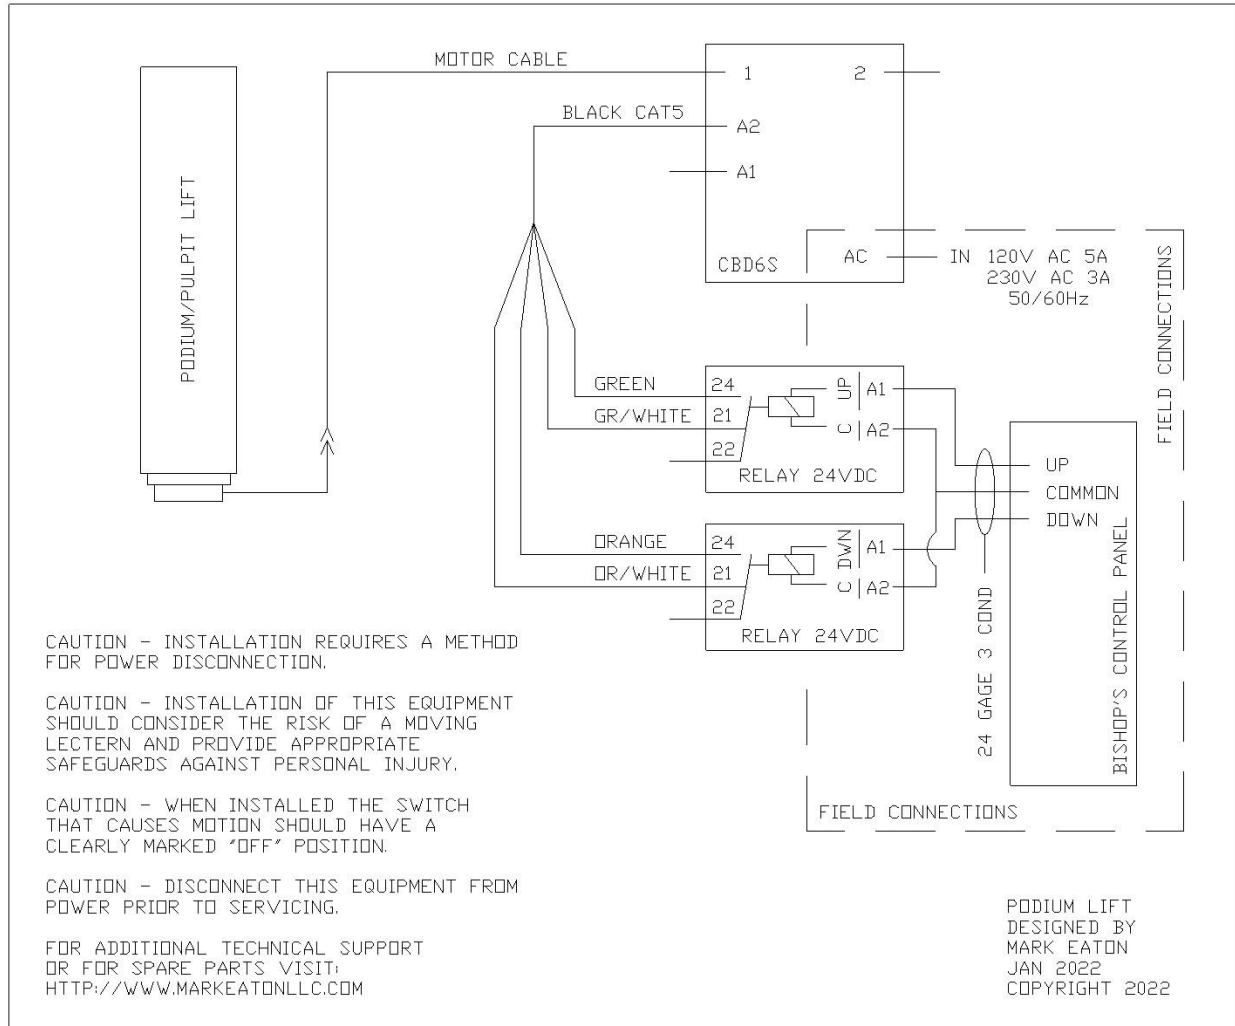 MOTOR CABLE
1
2
BLACK CAT5
A2
A1
CBD6S
AC
IN 120V AC 5A
230V AC 3A
50/60Hz
PODIUM/PULPIT LIFT
FIELD CONNECTIONS
GREEN
24
UP
A1
GR/WHITE
21
C
A2
22
RELAY 24VDC
UP
COMMON
DOWN
ORANGE
24
DWN
A1
OR/WHITE
21
C
A2
22
RELAY 24VDC
24 GAGE 3 COND
BISHOP'S CONTROL PANEL
FIELD CONNECTIONS
CAUTION - INSTALLATION REQUIRES A METHOD
FOR POWER DISCONNECTION.
CAUTION - INSTALLATION OF THIS EQUIPMENT
SHOULD CONSIDER THE RISK OF A MOVING
LECTERN AND PROVIDE APPROPRIATE
SAFEGUARDS AGAINST PERSONAL INJURY.
CAUTION - WHEN INSTALLED THE SWITCH
THAT CAUSES MOTION SHOULD HAVE A
CLEARLY MARKED "OFF" POSITION.
CAUTION - DISCONNECT THIS EQUIPMENT FROM
POWER PRIOR TO SERVICING.
FOR ADDITIONAL TECHNICAL SUPPORT
OR FOR SPARE PARTS VISIT:
HTTP://WWW.MARKEATONLLC.COM
PODIUM LIFT
DESIGNED BY
MARK EATON
JAN 2022
COPYRIGHT 2022